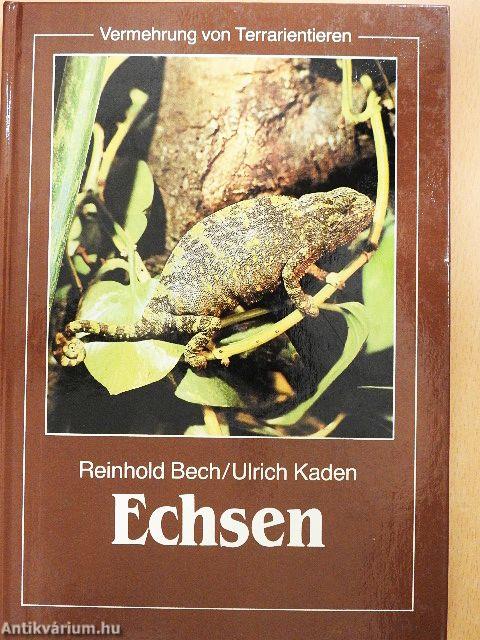 Vermehrung von Terrarientieren
Reinhold Bech/Ulrich Kaden
Echsen
Antikvárium.hu